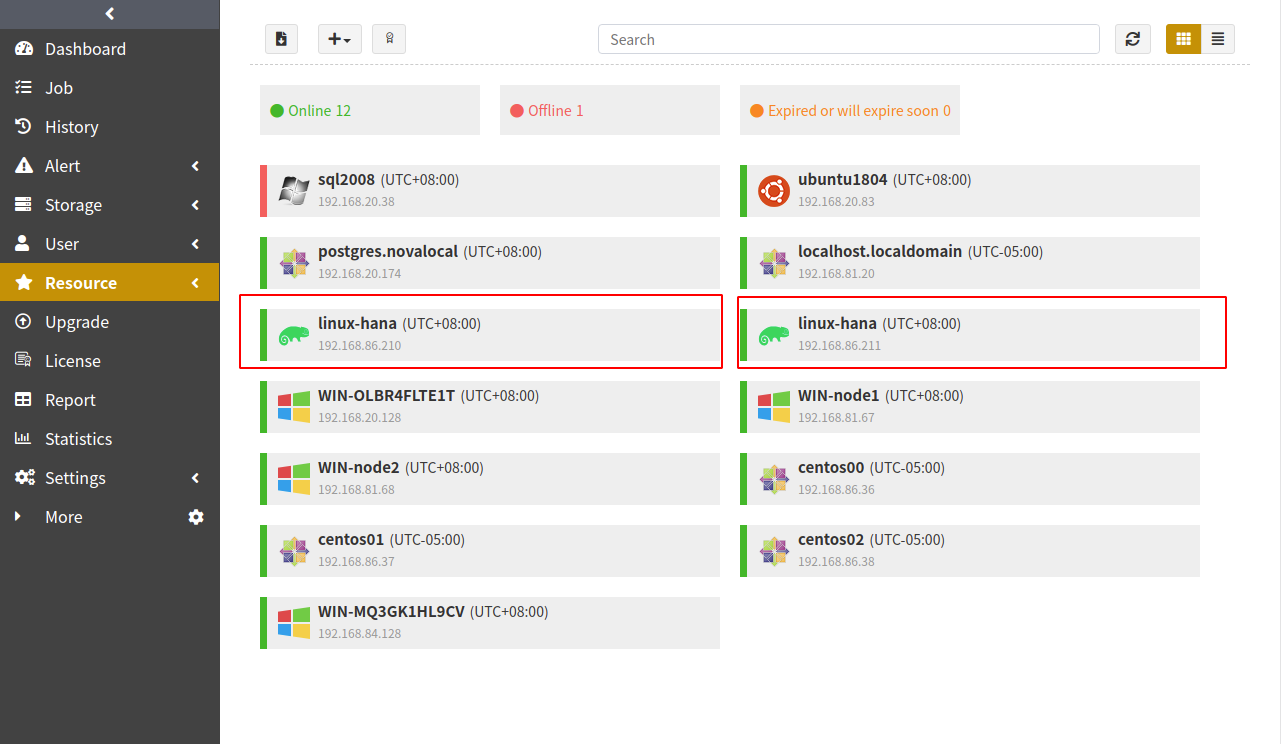 Dashboard
Job
History
Alert
Storage
User
Resource
Upgrade
License
Report
Statistics
Settings
More
Search
Online 12
Offline 1
Expired or will expire soon 0
sql2008 (UTC+08:00)
192.168.20.38
ubuntu1804 (UTC+08:00)
192.168.20.83
postgres.novalocal (UTC+08:00)
192.168.20.174
localhost.localdomain (UTC-05:00)
192.168.81.20
linux-hana (UTC+08:00)
192.168.86.210
linux-hana (UTC+08:00)
192.168.86.211
WIN-OLBR4FLTE1T (UTC+08:00)
192.168.20.128
WIN-node1 (UTC+08:00)
192.168.81.67
WIN-node2 (UTC+08:00)
192.168.81.68
centos00 (UTC-05:00)
192.168.86.36
centos01 (UTC-05:00)
192.168.86.37
centos02 (UTC-05:00)
192.168.86.38
WIN-MQ3GK1HL9CV (UTC+08:00)
192.168.84.128